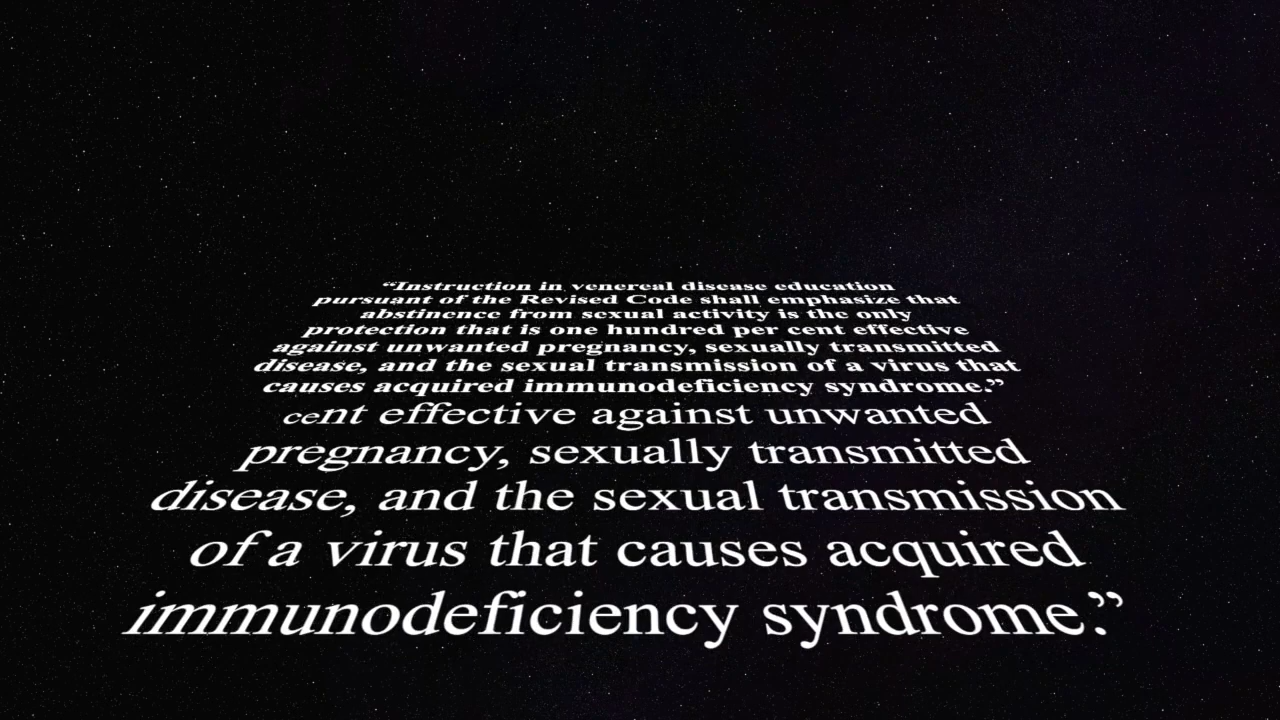 “Instruction in venereal disease education
pursuant of the Revised Code shall emphasize that
abstinence from sexual activity is the only
protection that is one hundred per cent effective
against unwanted pregnancy, sexually transmitted
disease, and the sexual transmission of a virus that
causes acquired immunodeficiency syndrome.”
cent effective against unwanted
pregnancy, sexually transmitted
disease, and the sexual transmission
of a virus that causes acquired
immunodeficiency syndrome.”